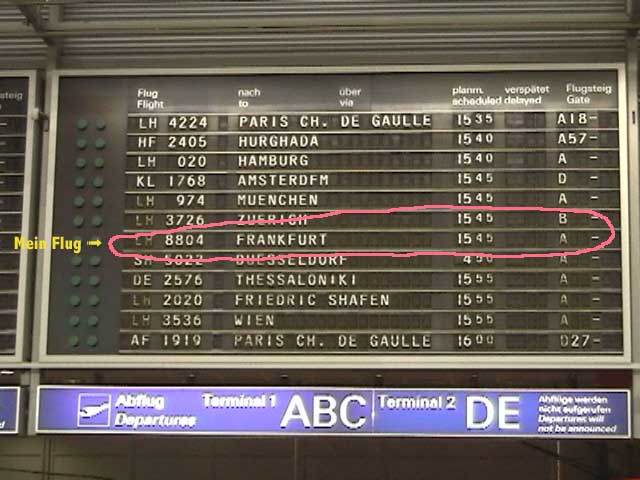 steig
Flug nach über planm. verspätet Flugsteig
Flight to via scheduled delayed Gate
LH 4224 PARIS CH. DE GAULLE 1535 A18-
HF 2405 HURGHADA 1540 A57-
LH 020 HAMBURG 1540 A -
KL 1768 AMSTERDFM 1545 D -
LH 974 MUENCHEN 1545 A -
LH 3726 ZUERICH 1545 B -
Mein Flug → LH 8804 FRANKFURT 1545 A -
5022 DUESSELDORF A -
DE 2576 THESSALONIKI 1555 A -
LH 2020 FRIEDRIC SHAFEN 1555 A -
LH 3536 WIEN 1555 A -
AF 1919 PARIS CH. DE GAULLE 1600 D27-
Abflug Terminal 1 ABC Terminal 2 DE Abflüge werden
Departures nicht aufgerufen
Departures will
not be announced